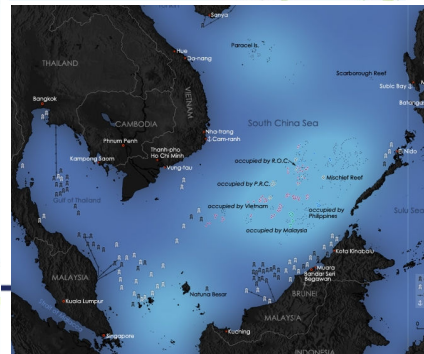 Sanya
Hue
Da-nang
Paracel Is.
THAILAND
VIETNAM
Scarborough Reef
Subic Bay
Bangkok
CAMBODIA
South China Sea
Phnum Penh
Nha-trang
Cam-ranh
Kampong Saom
Thanh-pho
Ho Chi Minh
Vung-tau
occupied by R.O.C.
El Nido
occupied by P.R.C.
Mischief Reef
Gulf of Thailand
occupied by Vietnam
occupied by
Philippines
Sulu Sea
occupied by Malaysia
Kota Kinabalu
MALAYSIA
Muara
Bandar Seri
Begawan
Natuna Besar
BRUNEI
Kuala Lumpur
MALAYSIA
Singapore
Kuching
INDONESIA